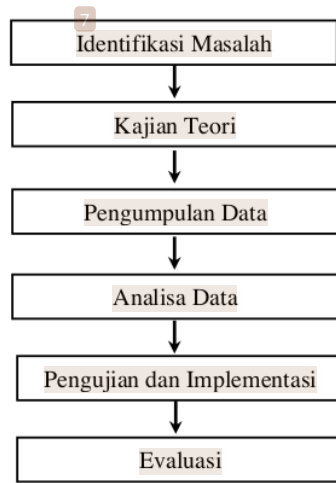 7
Identifikasi Masalah
Kajian Teori
Pengumpulan Data
Analisa Data
Pengujian dan Implementasi
Evaluasi